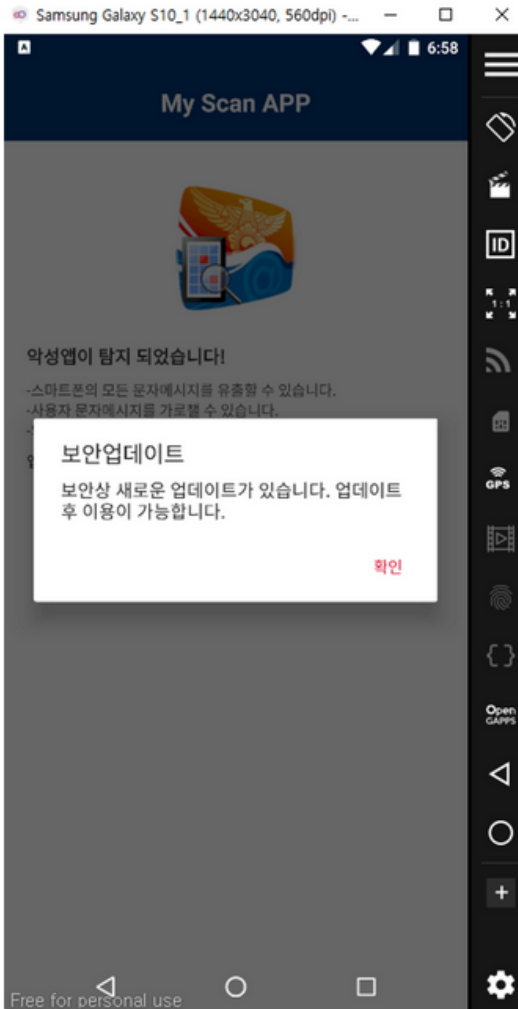 Samsung Galaxy S10_1 (1440x3040, 560dpi) -...
A
6:58
My Scan APP
ID
1:1
악성앱이 탐지 되었습니다!
-스마트폰의 모든 문자메시지를 유출할 수 있습니다.
-사용자 문자메시지를 가로챌 수 있습니다.
보안업데이트
보안상 새로운 업데이트가 있습니다. 업데이트
후 이용이 가능합니다.
확인
GPS
Open
GAPPS
Free for personal use